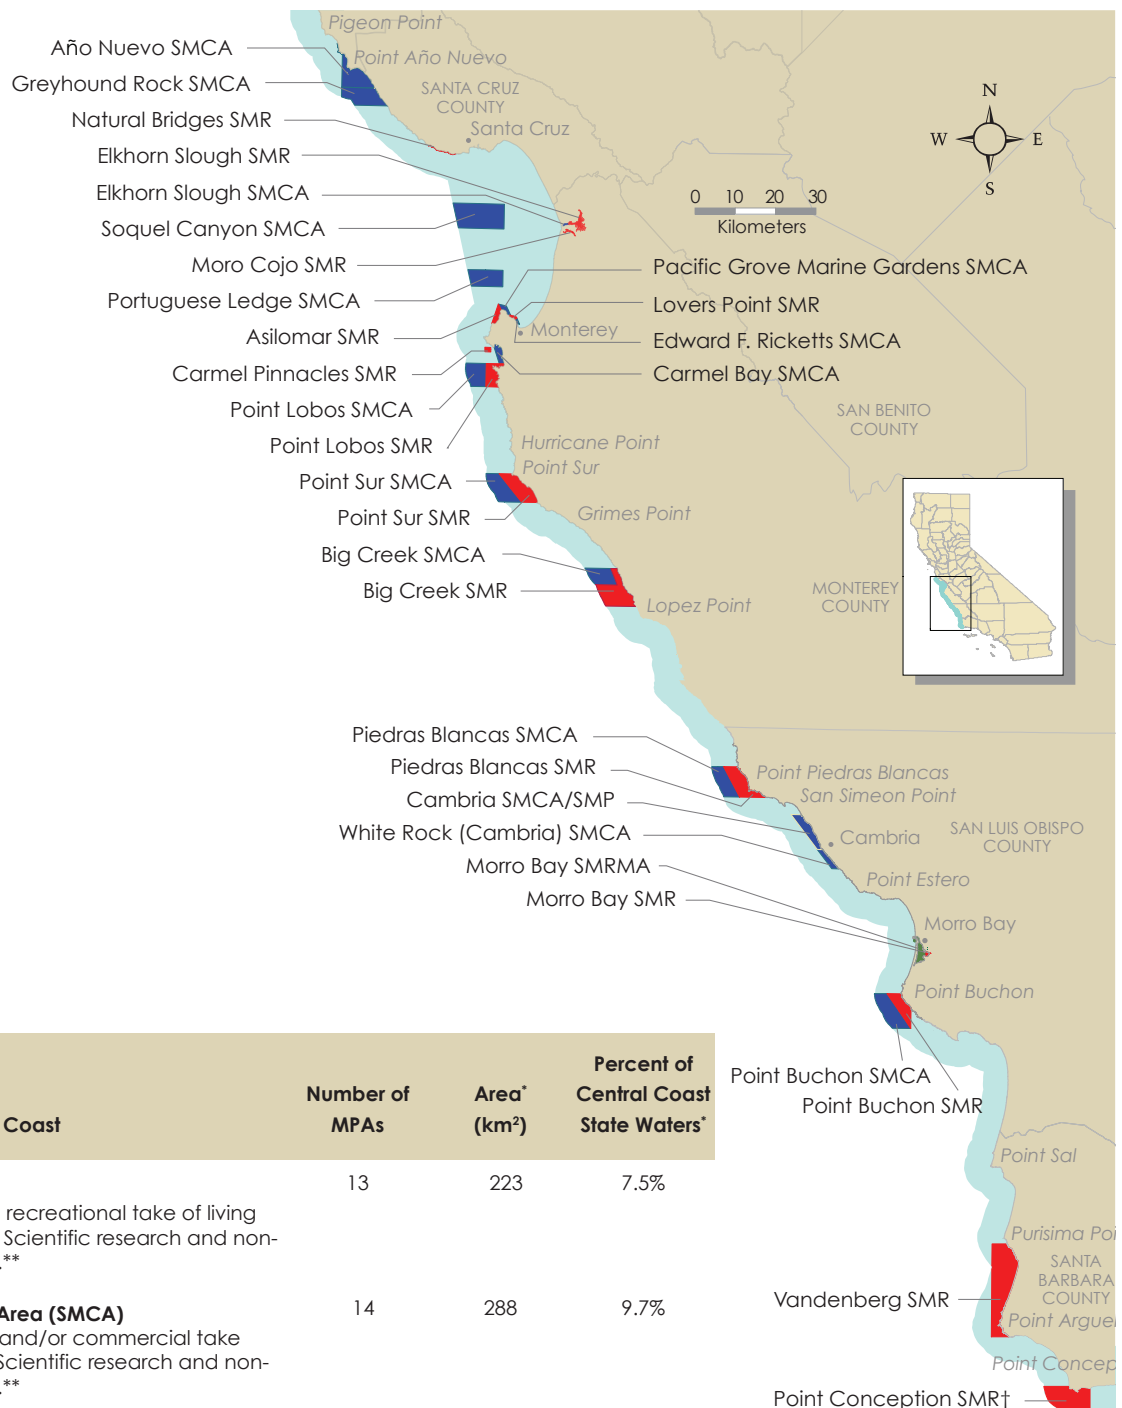 Pigeon Point
Año Nuevo SMCA
Point Año Nuevo
Greyhound Rock SMCA
SANTA CRUZ
COUNTY
Natural Bridges SMR
Santa Cruz
Elkhorn Slough SMR
Elkhorn Slough SMCA
Soquel Canyon SMCA
Moro Cojo SMR
Portuguese Ledge SMCA
Asilomar SMR
Carmel Pinnacles SMR
Point Lobos SMCA
Point Lobos SMR
Point Sur SMCA
Point Sur SMR
Big Creek SMCA
Big Creek SMR
N
W E
S
0 10 20 30
Kilometers
Pacific Grove Marine Gardens SMCA
Lovers Point SMR
Monterey
Edward F. Ricketts SMCA
Carmel Bay SMCA
SAN BENITO
COUNTY
Hurricane Point
Point Sur
Grimes Point
MONTEREY
COUNTY
Lopez Point
Piedras Blancas SMCA
Piedras Blancas SMR
Cambria SMCA/SMP
White Rock (Cambria) SMCA
Morro Bay SMRMA
Morro Bay SMR
Point Piedras Blancas
San Simeon Point
Cambria
SAN LUIS OBISPO
COUNTY
Point Estero
Morro Bay
Point Buchon
Point Buchon SMCA
Point Buchon SMR
Point Sal
Purisima Poi
SANTA
BARBARA
COUNTY
Vandenberg SMR
Point Argue
Point Concep
Point Conception SMR†
Coast
Number of
MPAs
Area*
(km²)
Percent of
Central Coast
State Waters*
13 223 7.5%
recreational take of living
Scientific research and non-
.**
Area (SMCA) 14 288 9.7%
and/or commercial take
Scientific research and non-
.**